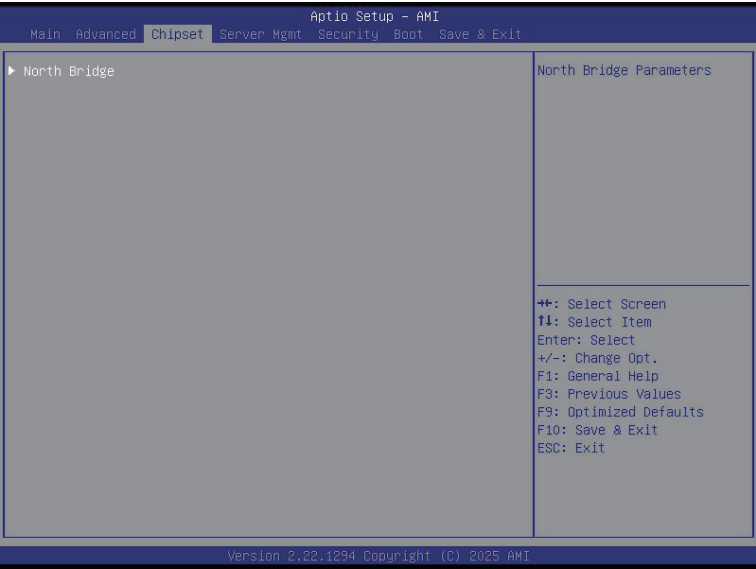 Aptio Setup – AMI
Main Advanced Chipset Server Mgmt Security Boot Save & Exit
▶ North Bridge
North Bridge Parameters
→←: Select Screen
↑↓: Select Item
Enter: Select
+/-: Change Opt.
F1: General Help
F3: Previous Values
F9: Optimized Defaults
F10: Save & Exit
ESC: Exit
Version 2.22.1294 Copyright (C) 2025 AMI